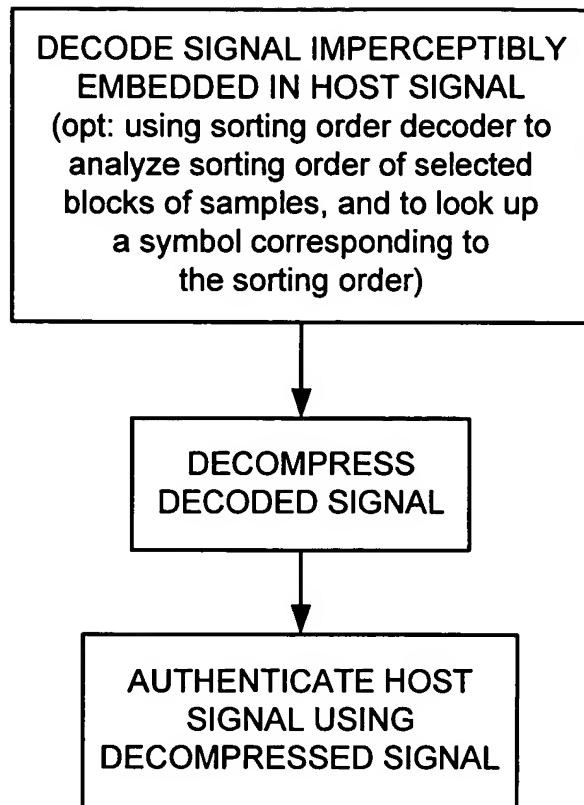 DECODE SIGNAL IMPERCEPTIBLY
EMBEDDED IN HOST SIGNAL
(opt: using sorting order decoder to
analyze sorting order of selected
blocks of samples, and to look up
a symbol corresponding to
the sorting order)
DECOMPRESS
DECODED SIGNAL
AUTHENTICATE HOST
SIGNAL USING
DECOMPRESSED SIGNAL